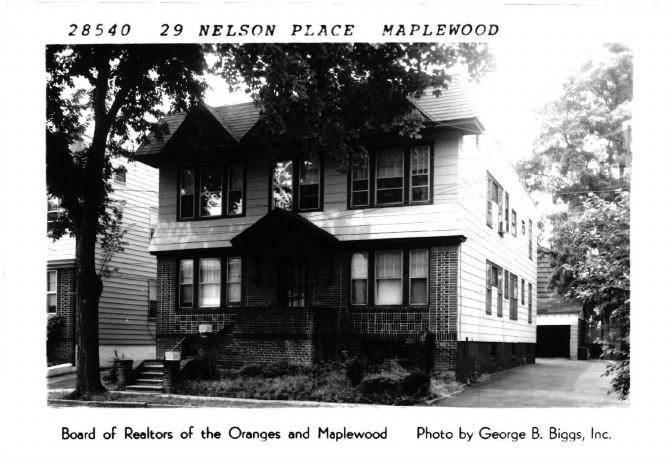 28540 29 NELSON PLACE MAPLEWOOD
Board of Realtors of the Oranges and Maplewood Photo by George B. Biggs, Inc.